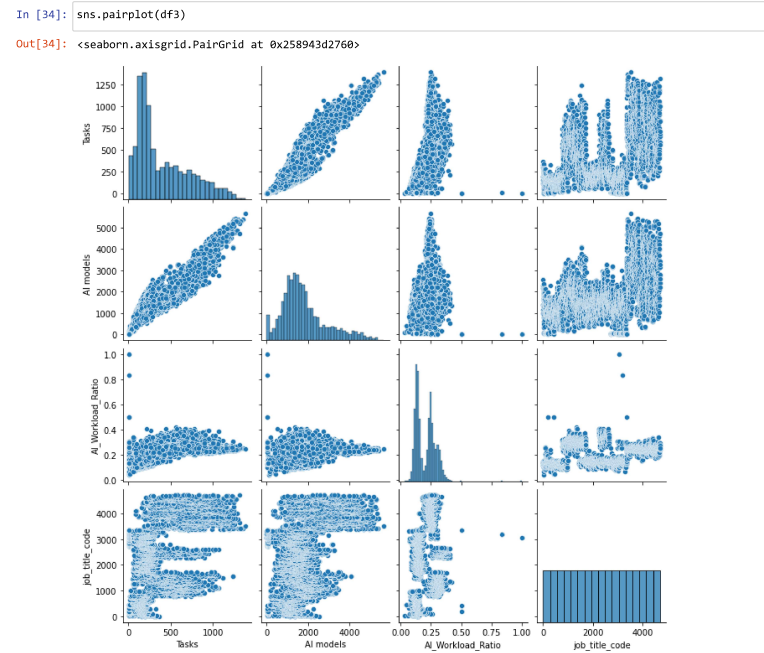 In [34]: sns.pairplot(df3)
Out[34]: <seaborn.axisgrid.PairGrid at 0x258943d2760>
1250
1000
750
500
250
0
Tasks
5000
4000
3000
2000
1000
0
AI models
1.0
0.8
0.6
0.4
0.2
0.0
AI_Workload_Ratio
4000
3000
2000
1000
0
job_title_code
0 1000
Tasks
0 2000 4000
AI models
0.00 0.25 0.50 0.75 1.00
AI_Workload_Ratio
0 2000 4000
job_title_code